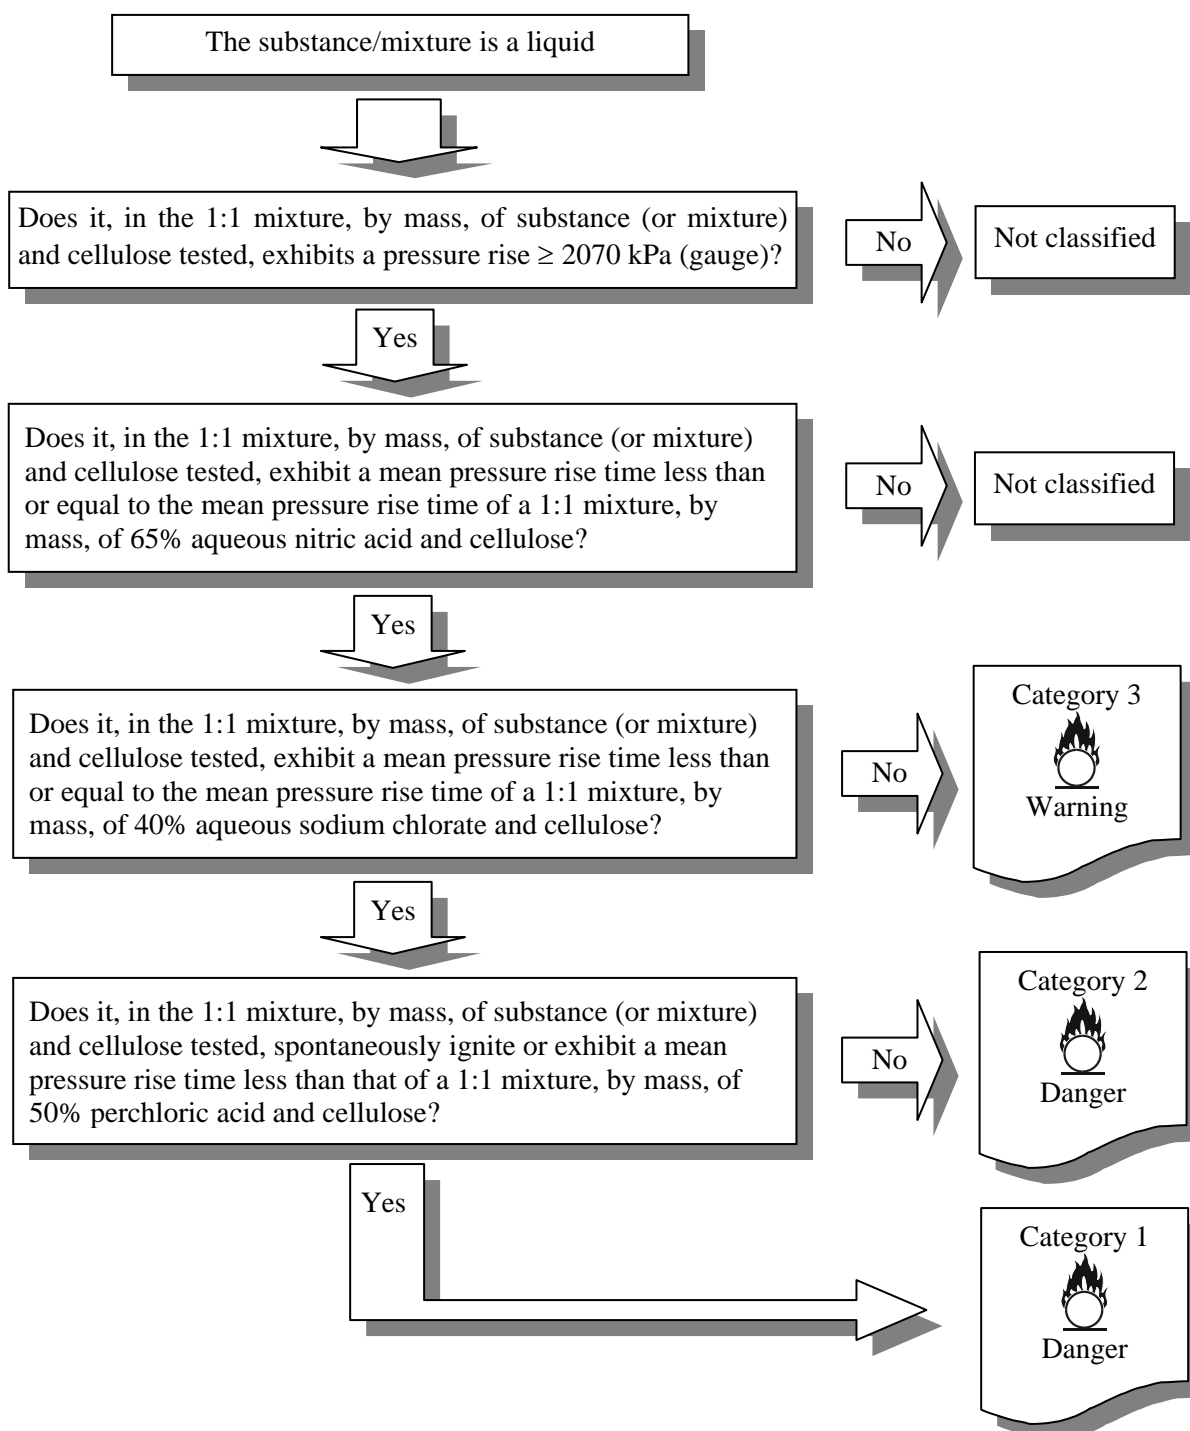 The substance/mixture is a liquid
Does it, in the 1:1 mixture, by mass, of substance (or mixture)
and cellulose tested, exhibits a pressure rise ≥ 2070 kPa (gauge)?
No
Not classified
Yes
Does it, in the 1:1 mixture, by mass, of substance (or mixture)
and cellulose tested, exhibit a mean pressure rise time less than
or equal to the mean pressure rise time of a 1:1 mixture, by
mass, of 65% aqueous nitric acid and cellulose?
No
Not classified
Yes
Does it, in the 1:1 mixture, by mass, of substance (or mixture)
and cellulose tested, exhibit a mean pressure rise time less than
or equal to the mean pressure rise time of a 1:1 mixture, by
mass, of 40% aqueous sodium chlorate and cellulose?
No
Category 3
Warning
Yes
Does it, in the 1:1 mixture, by mass, of substance (or mixture)
and cellulose tested, spontaneously ignite or exhibit a mean
pressure rise time less than that of a 1:1 mixture, by mass, of
50% perchloric acid and cellulose?
No
Category 2
Danger
Yes
Category 1
Danger